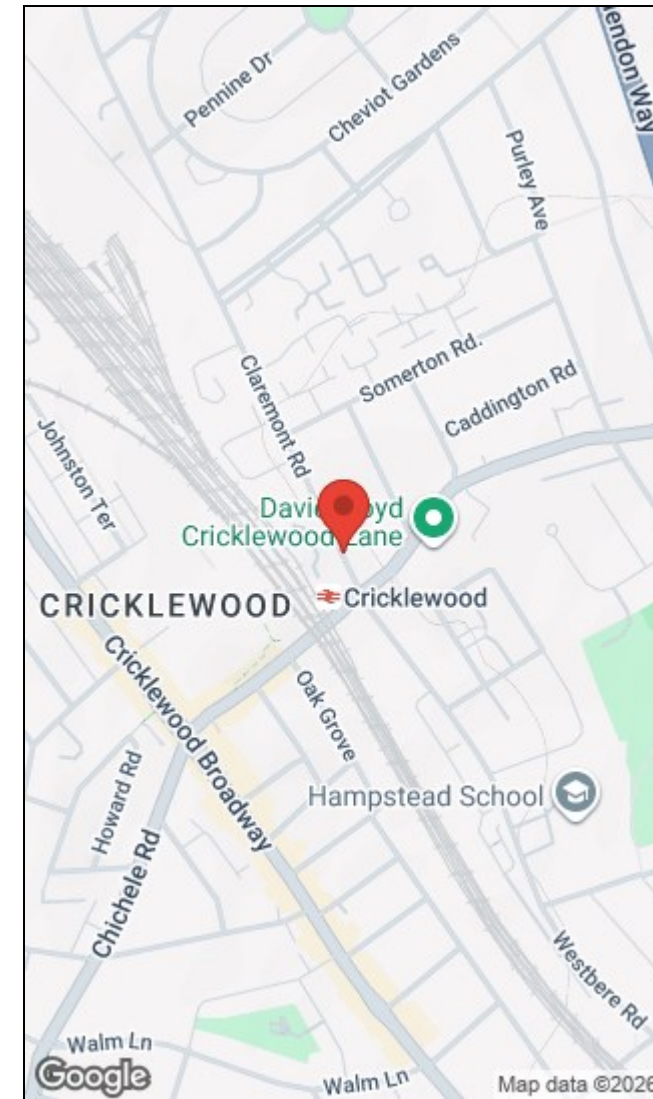 Hendon Way
Pennine Dr
Cheviot Gardens
Purley Ave
Claremont Rd
Somerton Rd.
Caddington Rd
Johnston Ter
Cricklewood Lane
Cricklewood
CRICKLEWOOD
Cricklewood Broadway
Oak Grove
Howard Rd
Hampstead School
Chichele Rd
Westbere Rd
Walm Ln
Walm Ln
Google
Map data ©2026